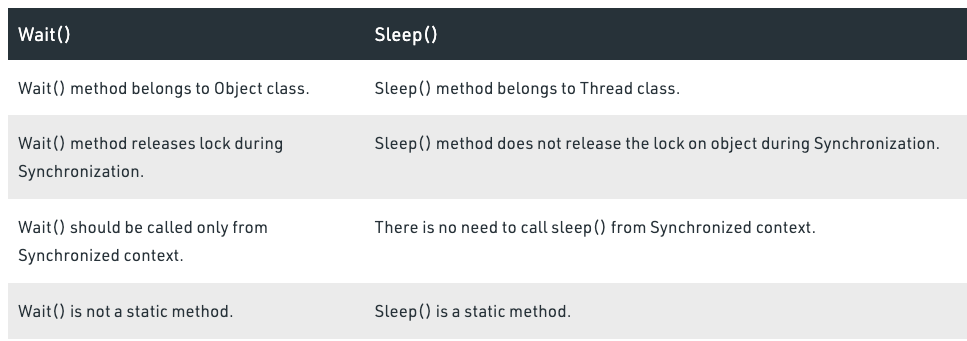 Wait() Sleep()
Wait() method belongs to Object class. Sleep() method belongs to Thread class.
Wait() method releases lock during Sleep() method does not release the lock on object during Synchronization.
Synchronization.
Wait() should be called only from There is no need to call sleep() from Synchronized context.
Synchronized context.
Wait() is not a static method. Sleep() is a static method.